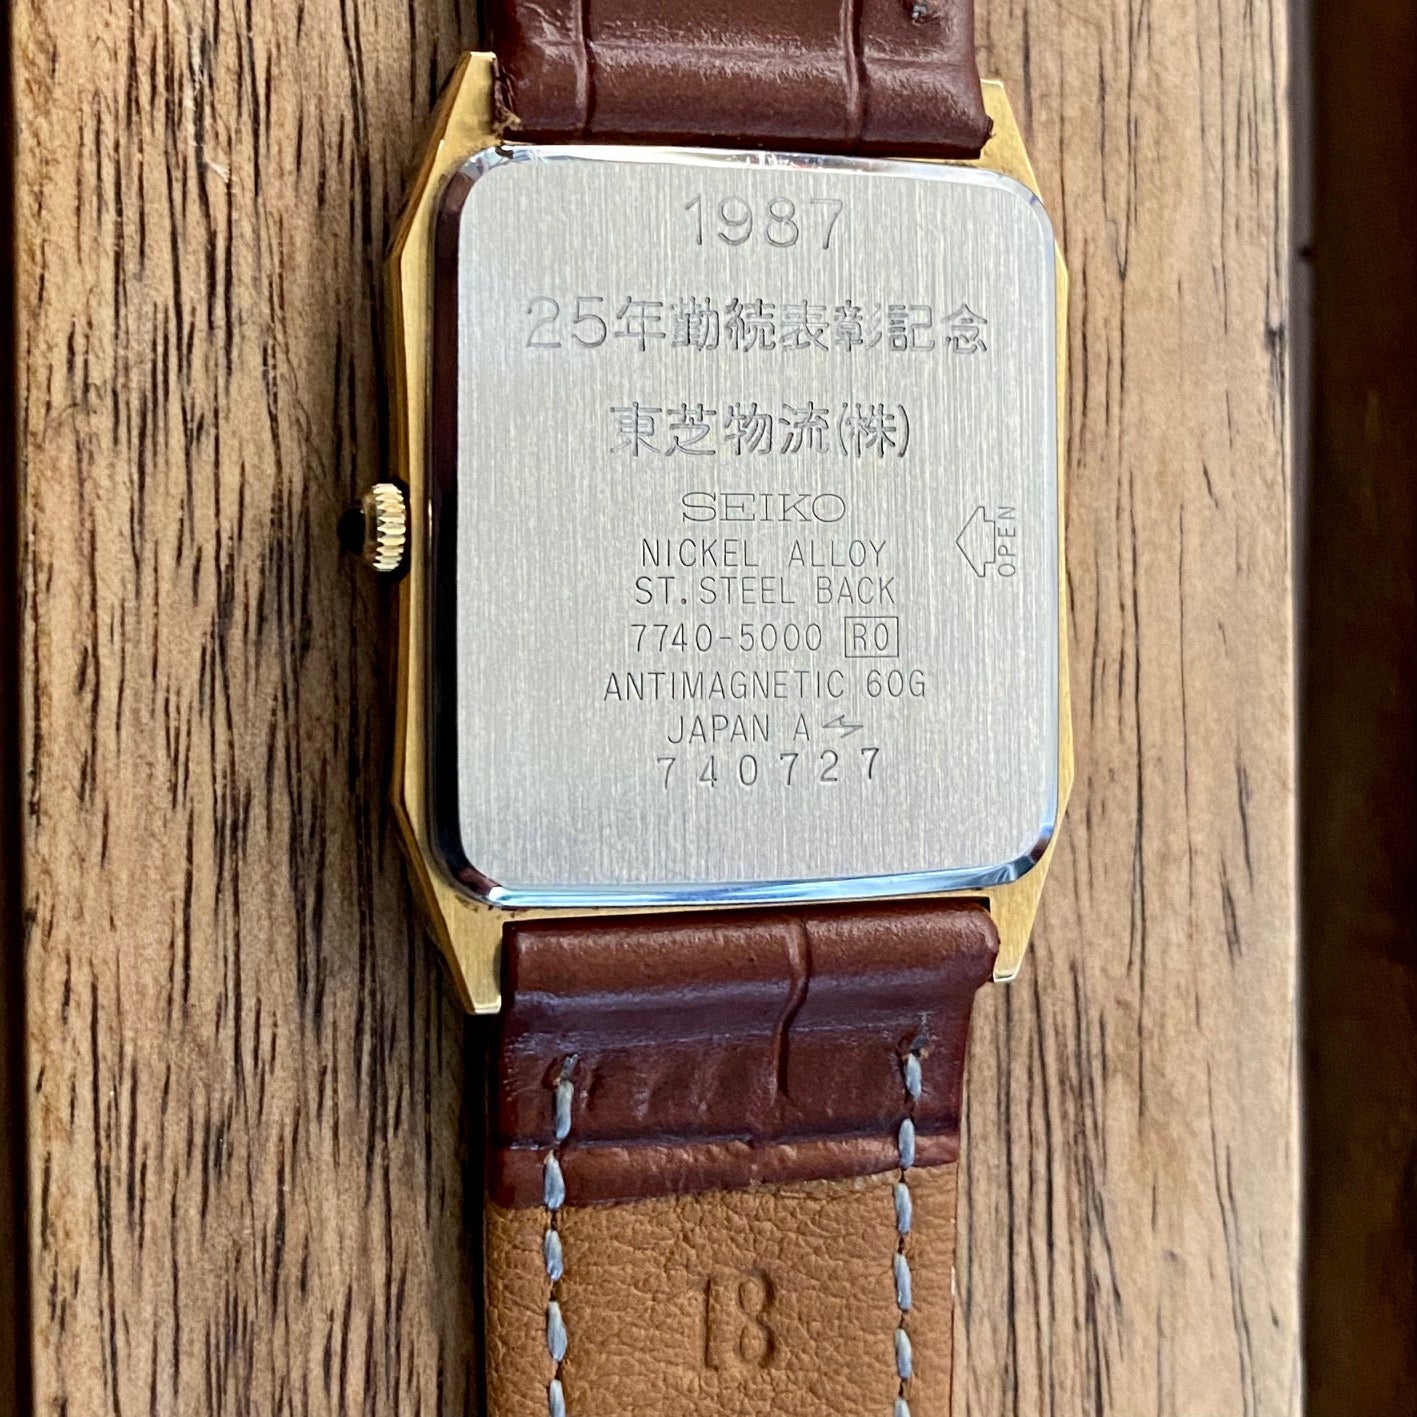 1987
25年勤続表彰記念
東芝物流(株)
SEIKO
NICKEL ALLOY
ST.STEEL BACK
7740-5000 R0
ANTIMAGNETIC 60G
JAPAN A
740727
OPEN
18